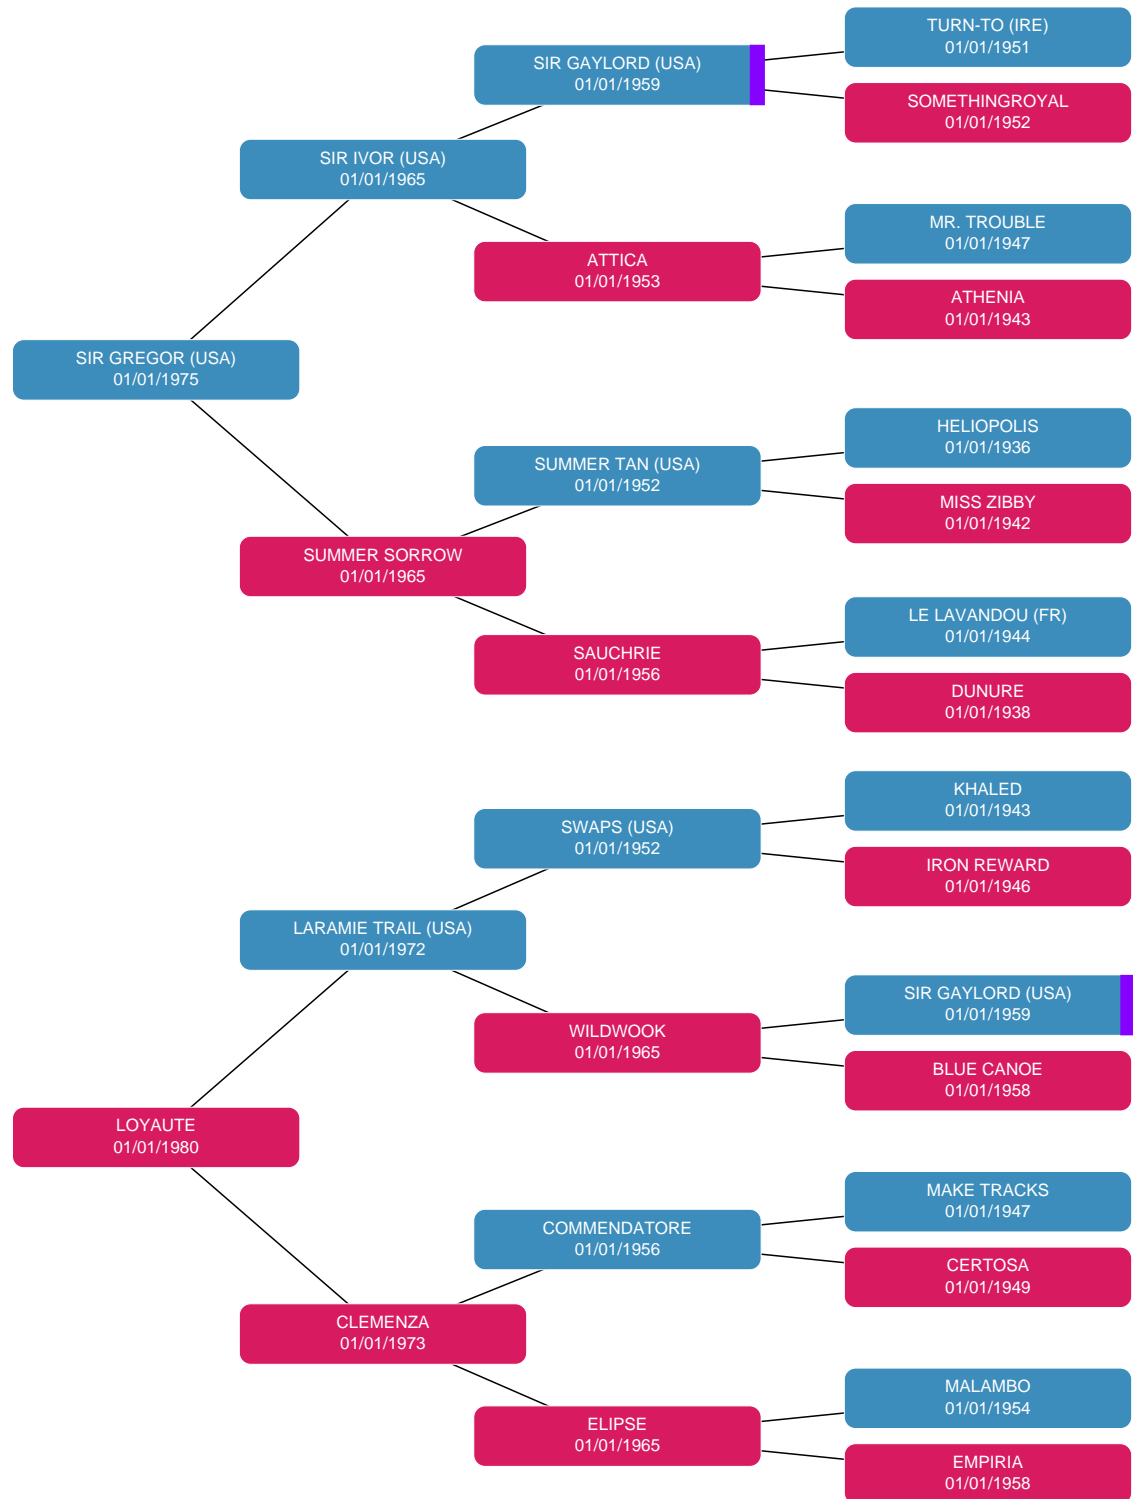 TURN-TO (IRE)
01/01/1951
SIR GAYLORD (USA)
01/01/1959
SOMETHINGROYAL
01/01/1952
SIR IVOR (USA)
01/01/1965
MR. TROUBLE
01/01/1947
ATTICA
01/01/1953
ATHENIA
01/01/1943
SIR GREGOR (USA)
01/01/1975
HELIOPOLIS
01/01/1936
SUMMER TAN (USA)
01/01/1952
MISS ZIBBY
01/01/1942
SUMMER SORROW
01/01/1965
LE LAVANDOU (FR)
01/01/1944
SAUCHRIE
01/01/1956
DUNURE
01/01/1938
KHALED
01/01/1943
SWAPS (USA)
01/01/1952
IRON REWARD
01/01/1946
LARAMIE TRAIL (USA)
01/01/1972
SIR GAYLORD (USA)
01/01/1959
WILDWOOK
01/01/1965
BLUE CANOE
01/01/1958
LOYAUTE
01/01/1980
MAKE TRACKS
01/01/1947
COMMENDATORE
01/01/1956
CERTOSA
01/01/1949
CLEMENZA
01/01/1973
MALAMBO
01/01/1954
ELIPSE
01/01/1965
EMPIRIA
01/01/1958